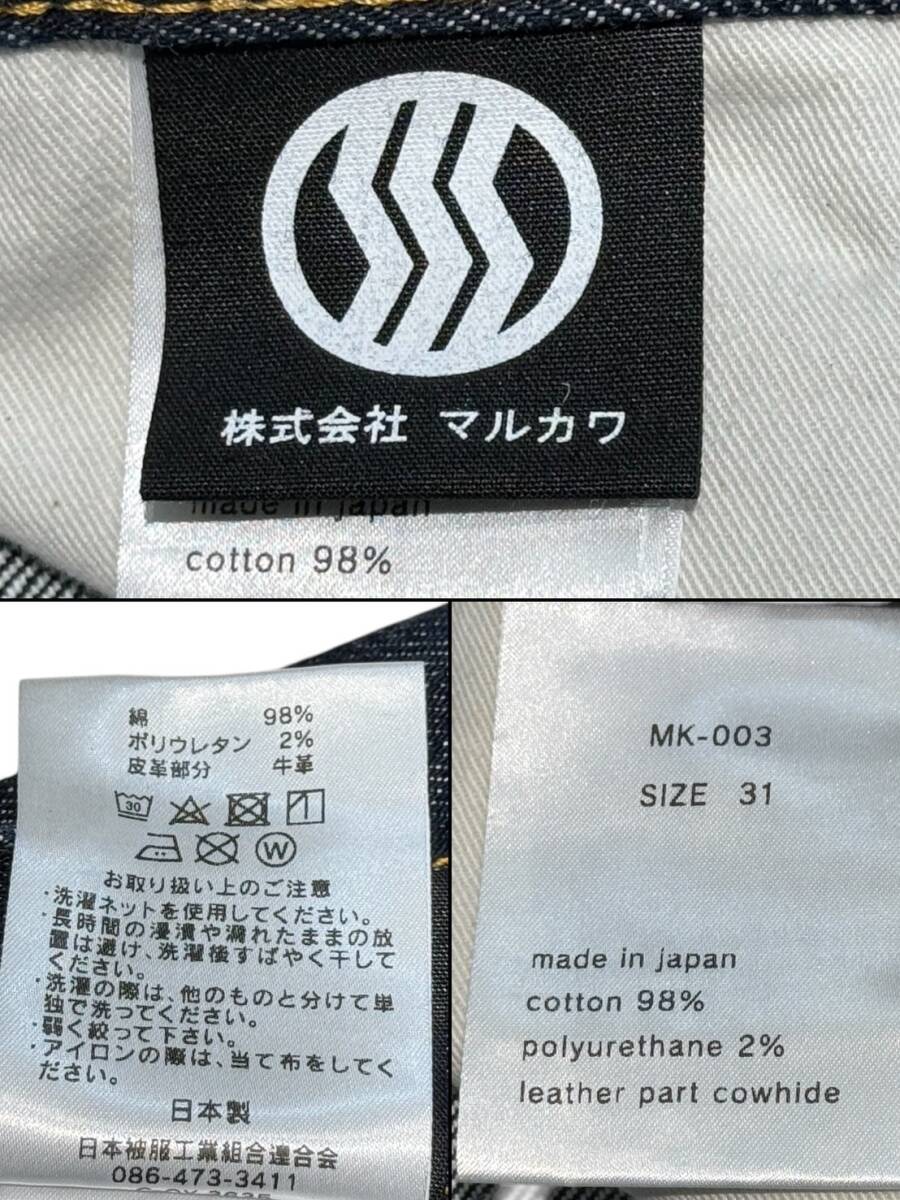 株式会社 マルカワ
made in japan
cotton 98%
綿 98%
ポリウレタン 2%
皮革部分 牛革
30
W
お取り扱い上のご注意
・洗濯ネットを使用してください。
・長時間の浸漬や濡れたままの放
置は避け、洗濯後すばやく干して
ください。
・洗濯の際は、他のものと分けて単
独で洗ってください。
・弱く絞って下さい。
・アイロンの際は、当て布をしてく
ださい。
日本製
日本被服工業組合連合会
086-473-3411
MK-003
SIZE 31
made in japan
cotton 98%
polyurethane 2%
leather part cowhide